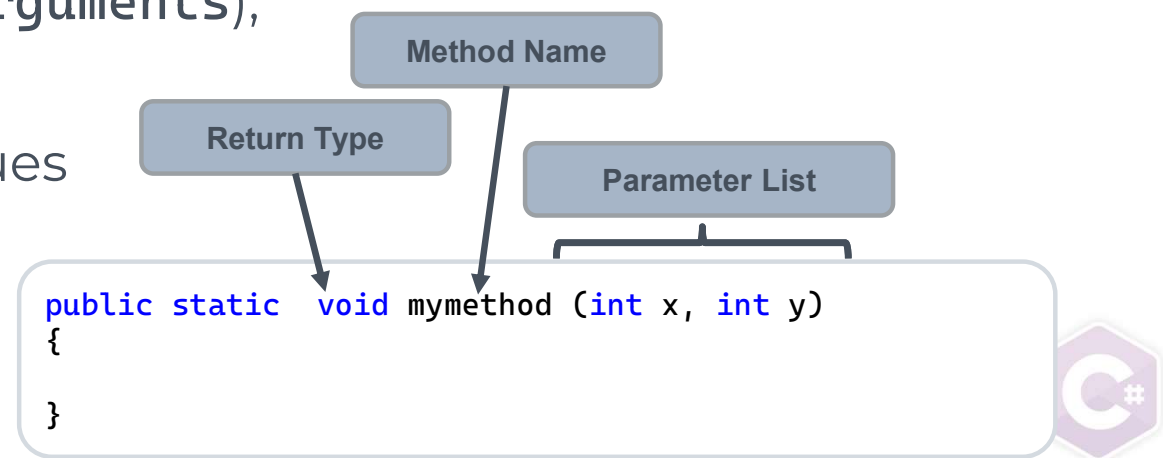 rguments),
Method Name
Return Type
ues
Parameter List
public static  void mymethod (int x, int y)
{
}
C#